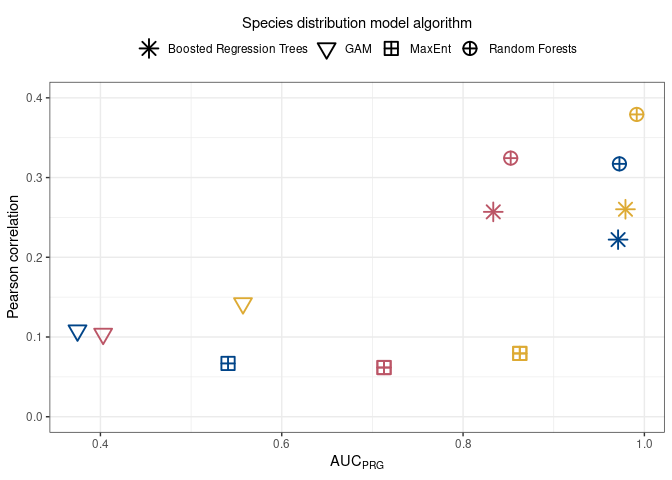 Species distribution model algorithm
Boosted Regression Trees GAM MaxEnt Random Forests
0.4
0.3
0.2
0.1
0.0
Pearson correlation
0.4 0.6 0.8 1.0
AUCPRG